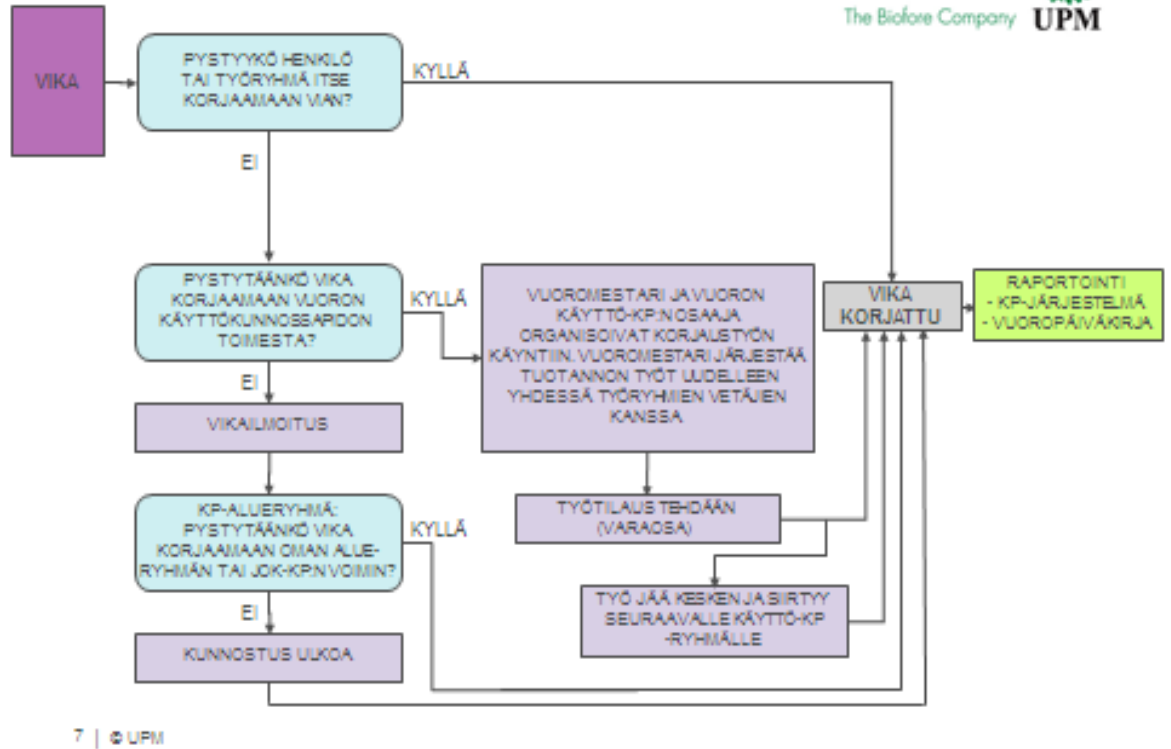 The Biofore Company UPM
VIKA
PYSTYYKÖ HENKILÖ
TAI TYÖRYHMÄ ITSE
KORJAAMAAN VIAN?
KYLLÄ
EI
PYSTYTÄÄNKÖ VIKA
KORJAAMAAN VUORON
KÄYTTÖKUNNOSSAPIDON
TOIMESTA?
KYLLÄ
VUOROMESTARI JA VUORON
KÄYTTÖ-KP:N OSAAJA
ORGANISOIVAT KORJAUSTYÖN
KÄYNTIIN. VUOROMESTARI JÄRJESTÄÄ
TUOTANNON TYÖT UUDELLEEN
YHDESSÄ TYÖRYHMIEN VETÄJIEN
KANSSA
VIKA
KORJATTU
RAPORTOINTI
- KP-JÄRJESTELMÄ
- VUOROPÄIVÄKIRJA
EI
VIKAILMOITUS
KP-ALUERYHMÄ:
PYSTYTÄÄNKÖ VIKA
KORJAAMAAN OMAN ALUE-
RYHMÄN TAI JOK-KP:N VOIMIN?
KYLLÄ
TYÖTILAUS TEHDÄÄN
(VARAOSA)
TYÖ JÄÄ KESKEN JA SIIRTYY
SEURAAVALLE KÄYTTÖ-KP
-RYHMÄLLE
EI
KUNNOSTUS ULKOA
7 | © UPM